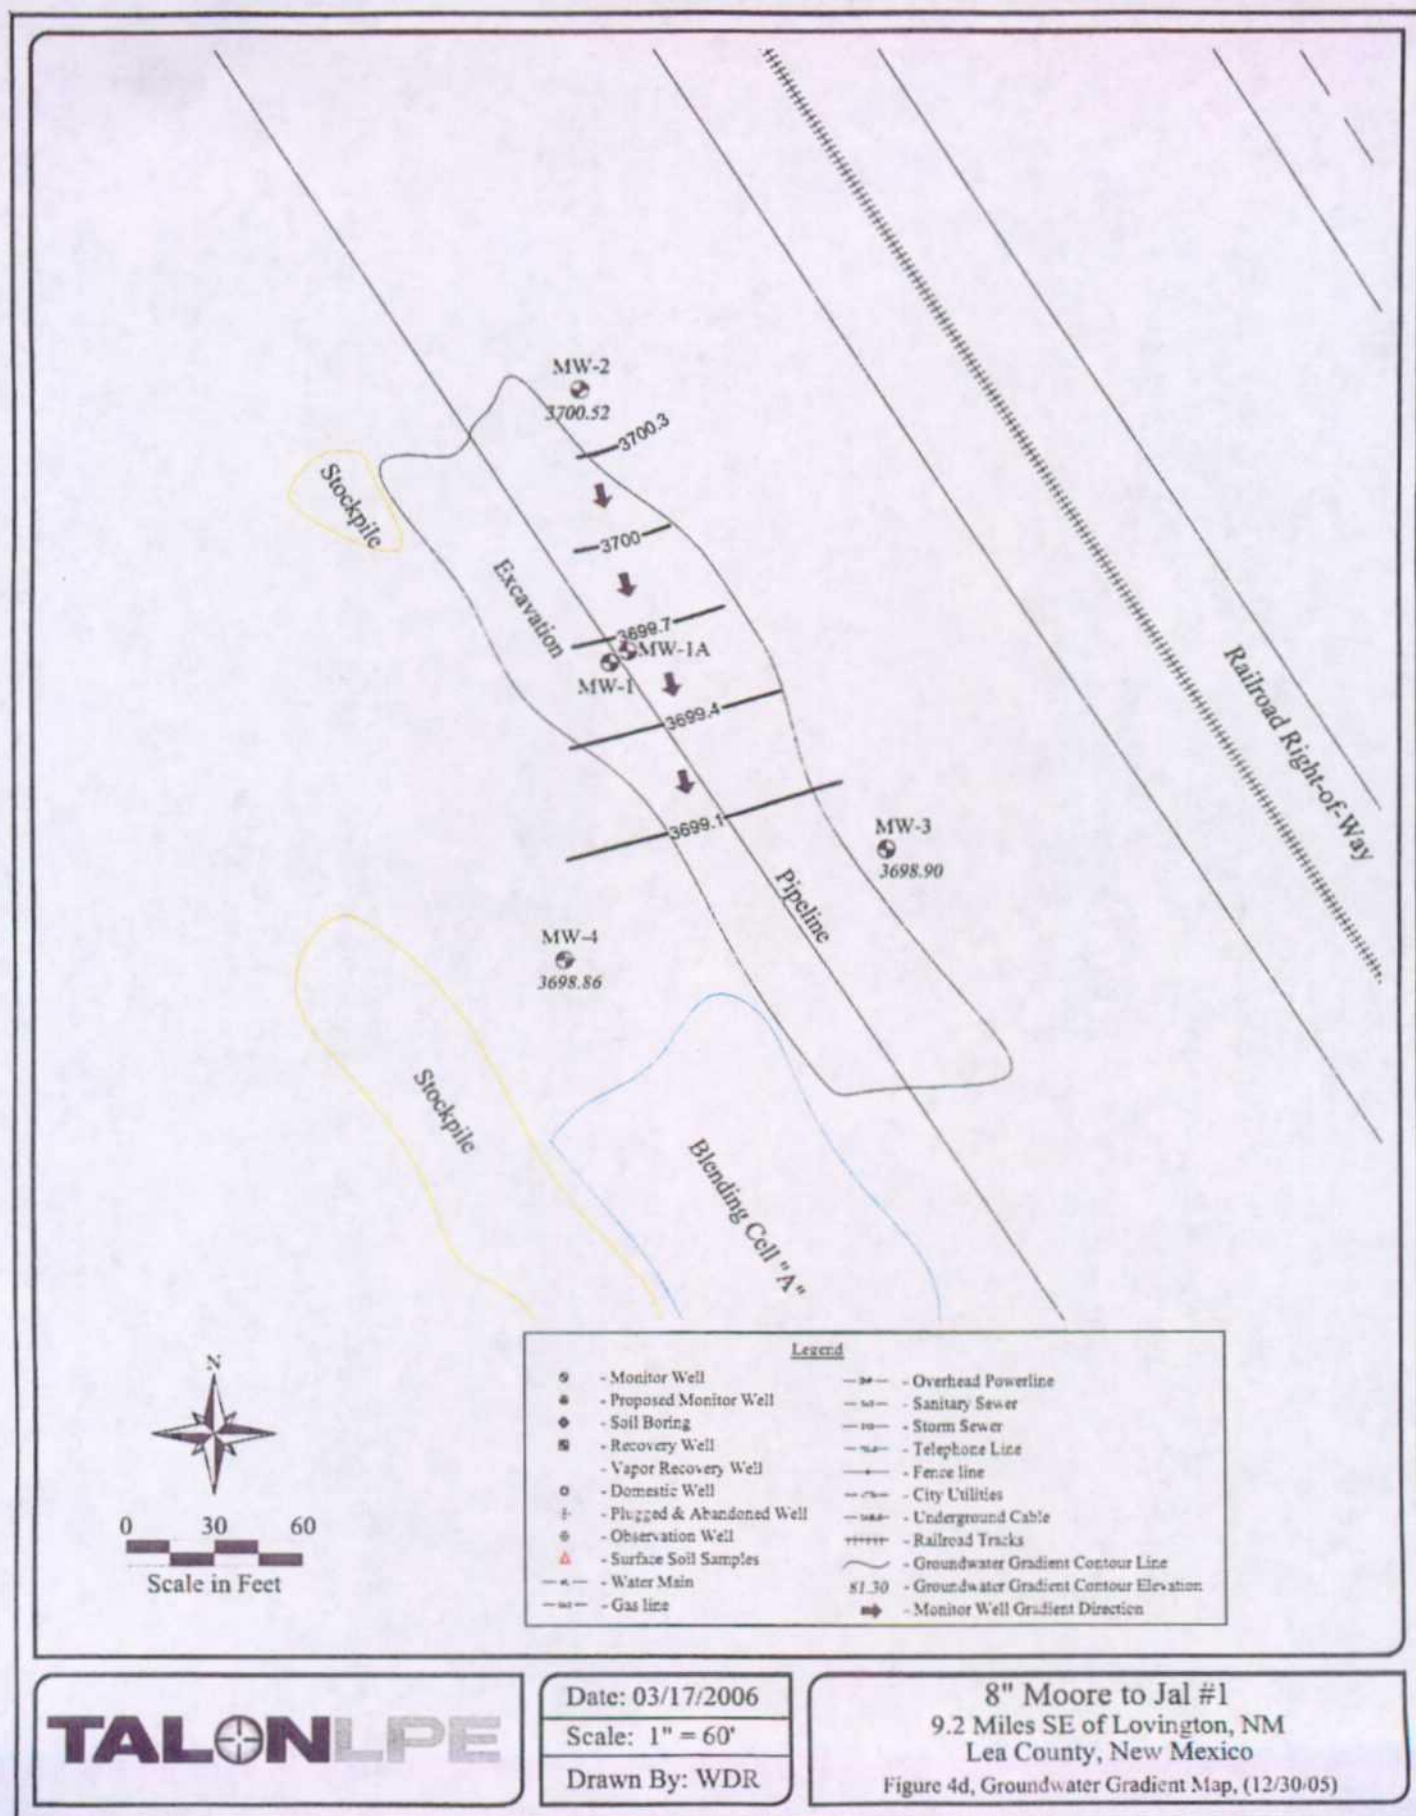 MW-2
3700.52
3700.3
Stockpile
3700
Excavation
3699.7
MW-1A
MW-1
3699.4
Railroad Right-of-Way
3699.1
MW-3
3698.90
Pipeline
MW-4
3698.86
Stockpile
Blending Cell "A"
N
0 30 60
Scale in Feet
Legend
- Monitor Well
- Proposed Monitor Well
- Soil Boring
- Recovery Well
- Vapor Recovery Well
- Domestic Well
- Plugged & Abandoned Well
- Observation Well
- Surface Soil Samples
- Water Main
- Gas line
- Overhead Powerline
- Sanitary Sewer
- Storm Sewer
- Telephone Line
- Fence line
- City Utilities
- Underground Cable
- Railroad Tracks
- Groundwater Gradient Contour Line
81.30 - Groundwater Gradient Contour Elevation
- Monitor Well Gradient Direction
TALONLPE
Date: 03/17/2006
Scale: 1" = 60'
Drawn By: WDR
8" Moore to Jal #1
9.2 Miles SE of Lovington, NM
Lea County, New Mexico
Figure 4d, Groundwater Gradient Map, (12/30/05)